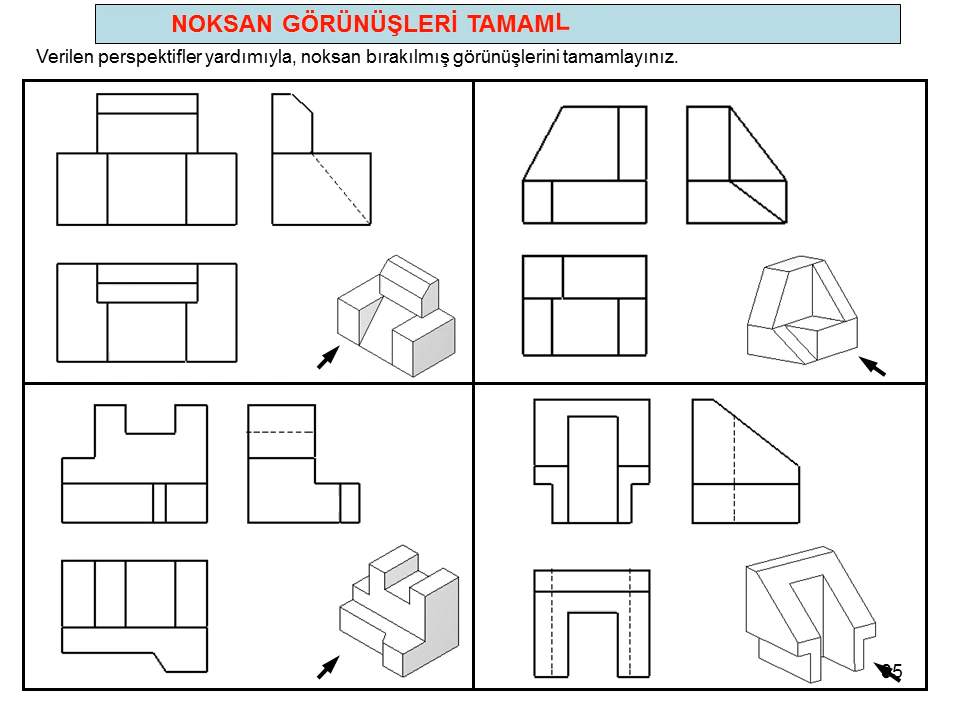 NOKSAN GÖRÜNÜŞLERİ TAMAML
Verilen perspektifler yardımıyla, noksan bırakılmış görünüşlerini tamamlayınız.